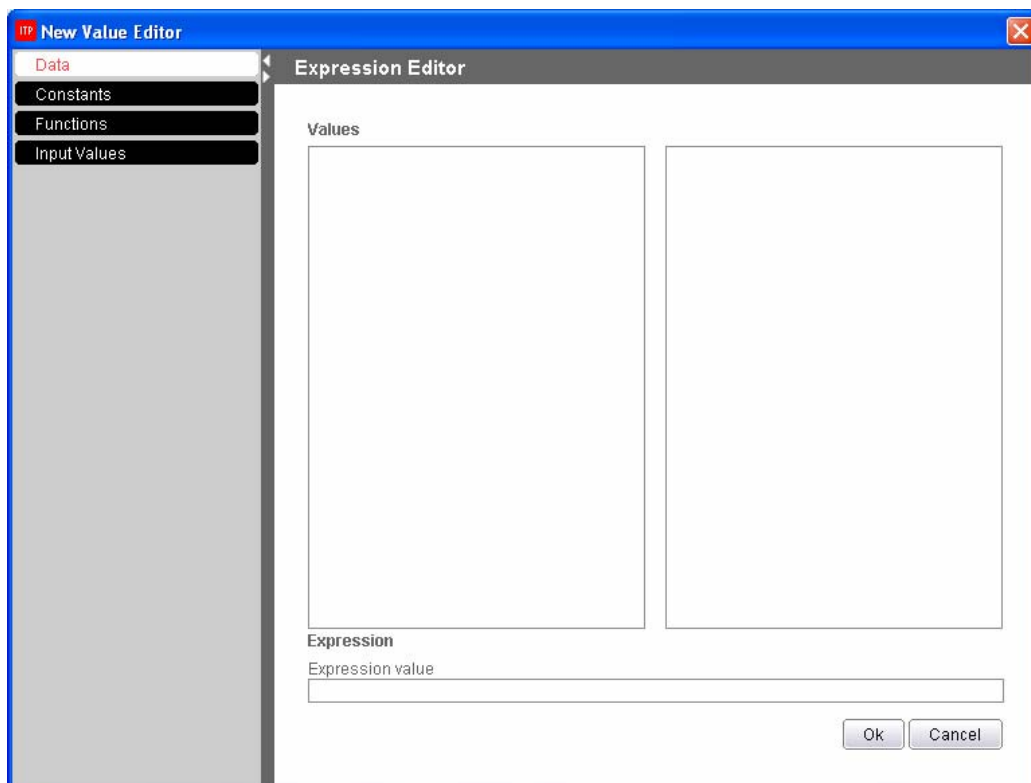 ITP New Value Editor
Data
Constants
Functions
Input Values
Expression Editor
Values
Expression
Expression value
Ok Cancel